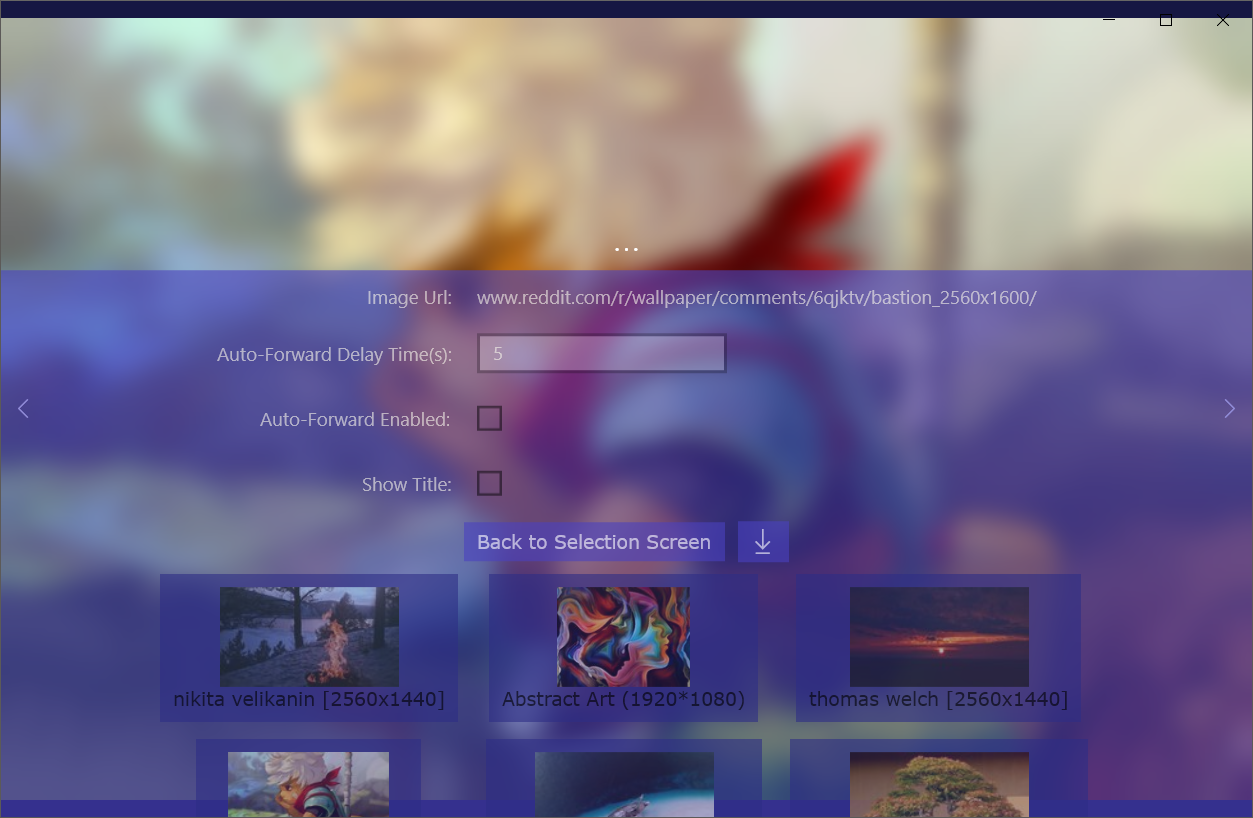 Image Url: www.reddit.com/r/wallpaper/comments/6qjktv/bastion_2560x1600/
Auto-Forward Delay Time(s): 5
Auto-Forward Enabled:
Show Title:
Back to Selection Screen
nikita velikanin [2560x1440] Abstract Art (1920*1080) thomas welch [2560x1440]